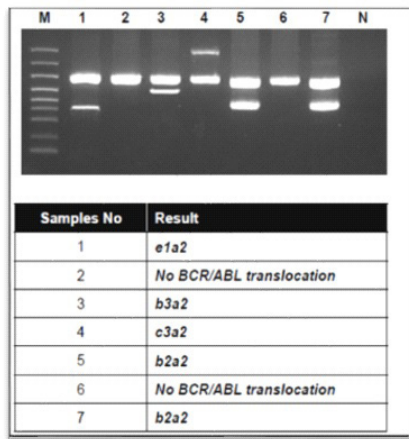 M 1 2 3 4 5 6 7 N
Samples No Result
1 e1a2
2 No BCR/ABL translocation
3 b3a2
4 c3a2
5 b2a2
6 No BCR/ABL translocation
7 b2a2